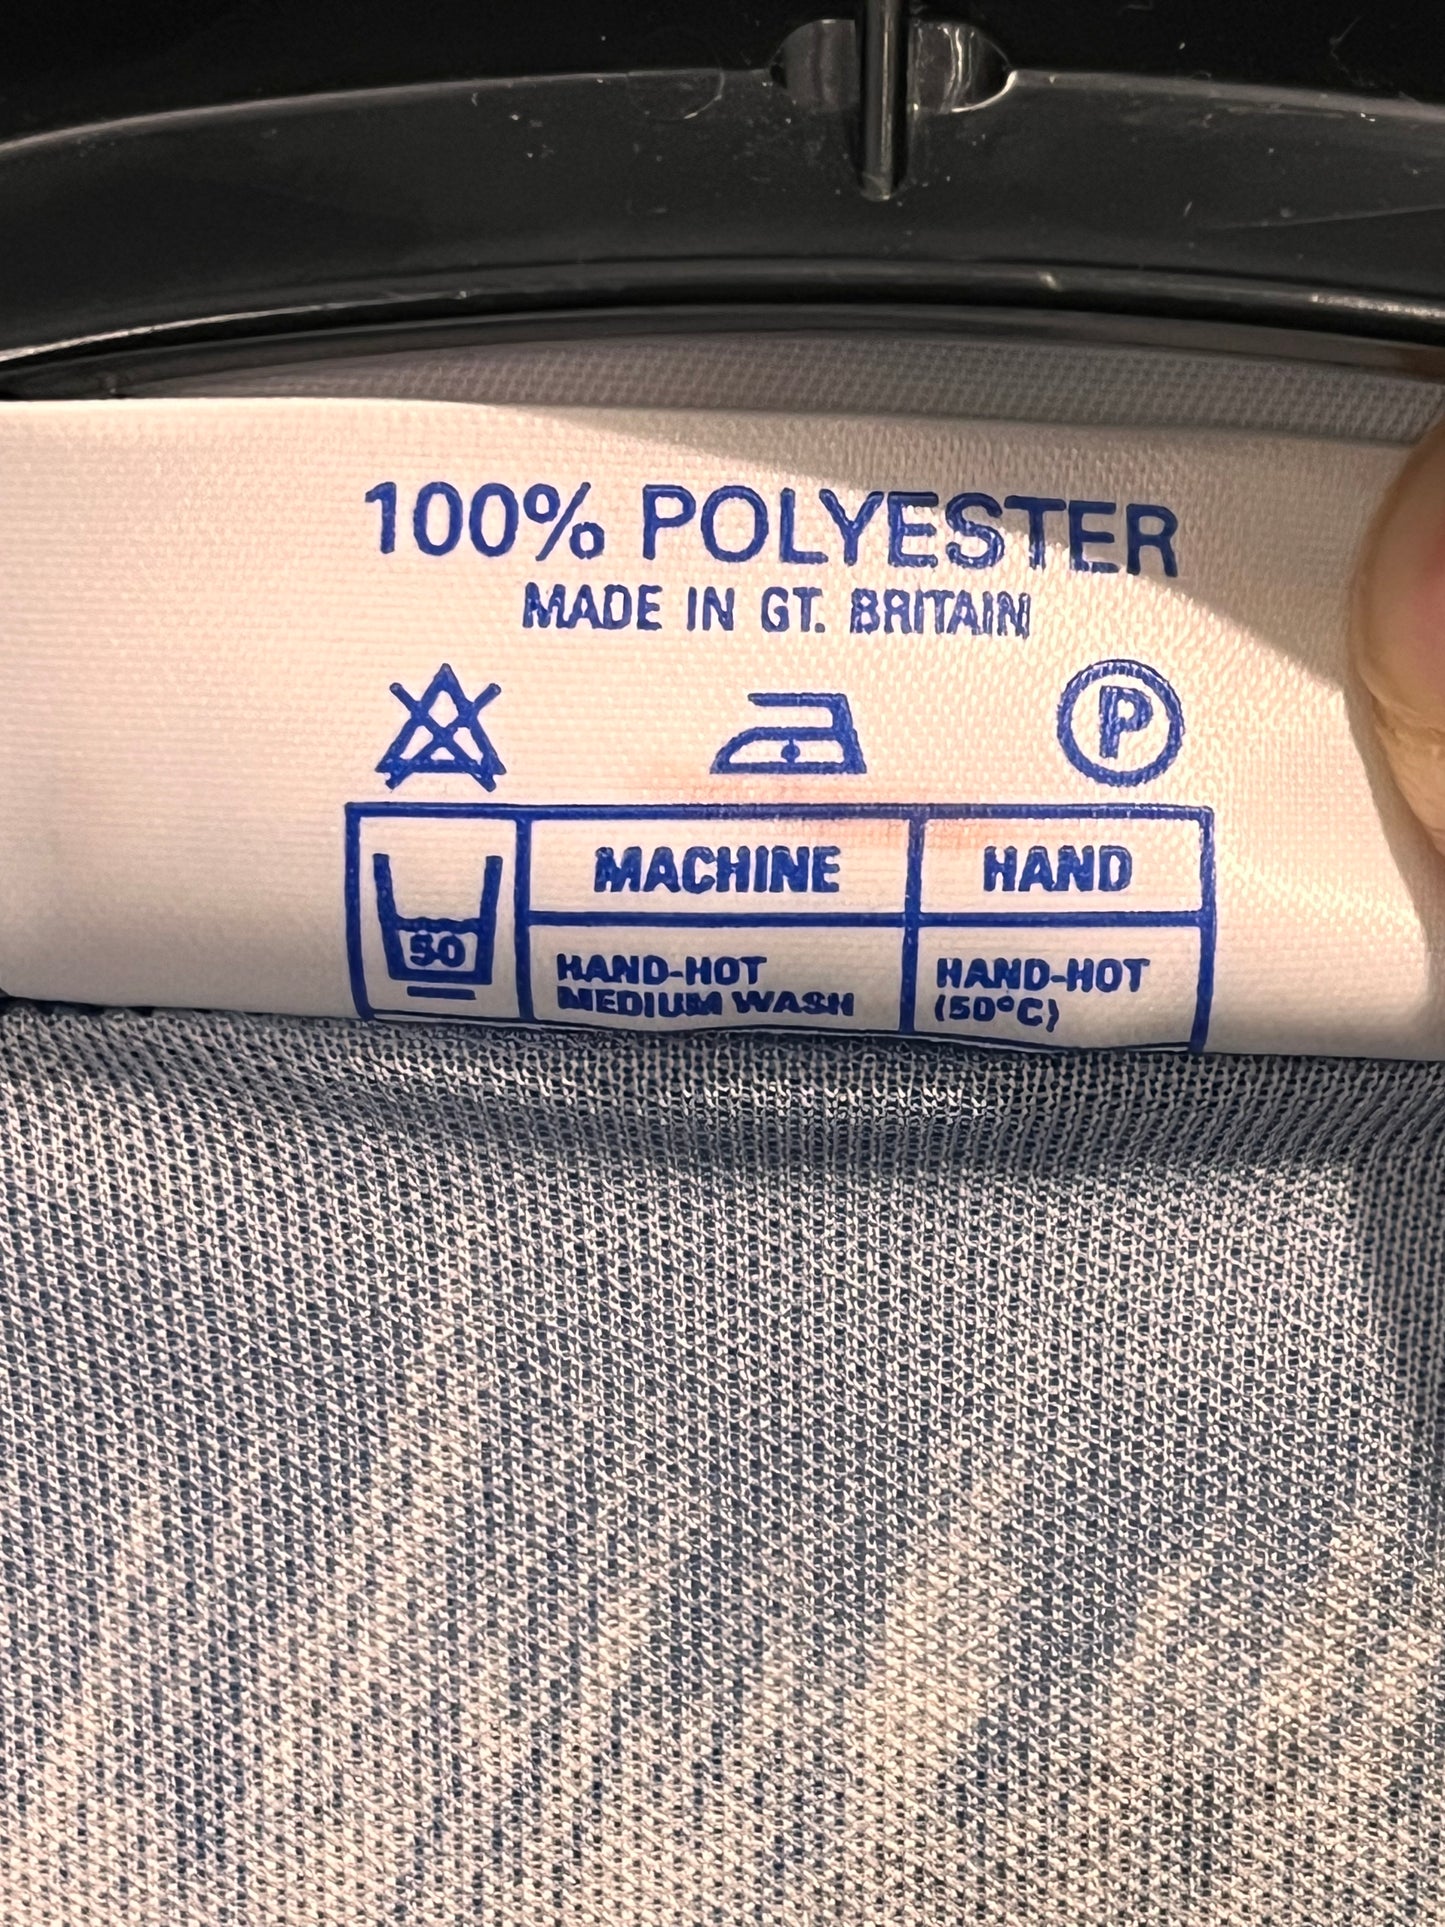 100% POLYESTER
MADE IN GT. BRITAIN
P
MACHINE HAND
50
HAND-HOT
MEDIUM WASH
HAND-HOT
(50°C)